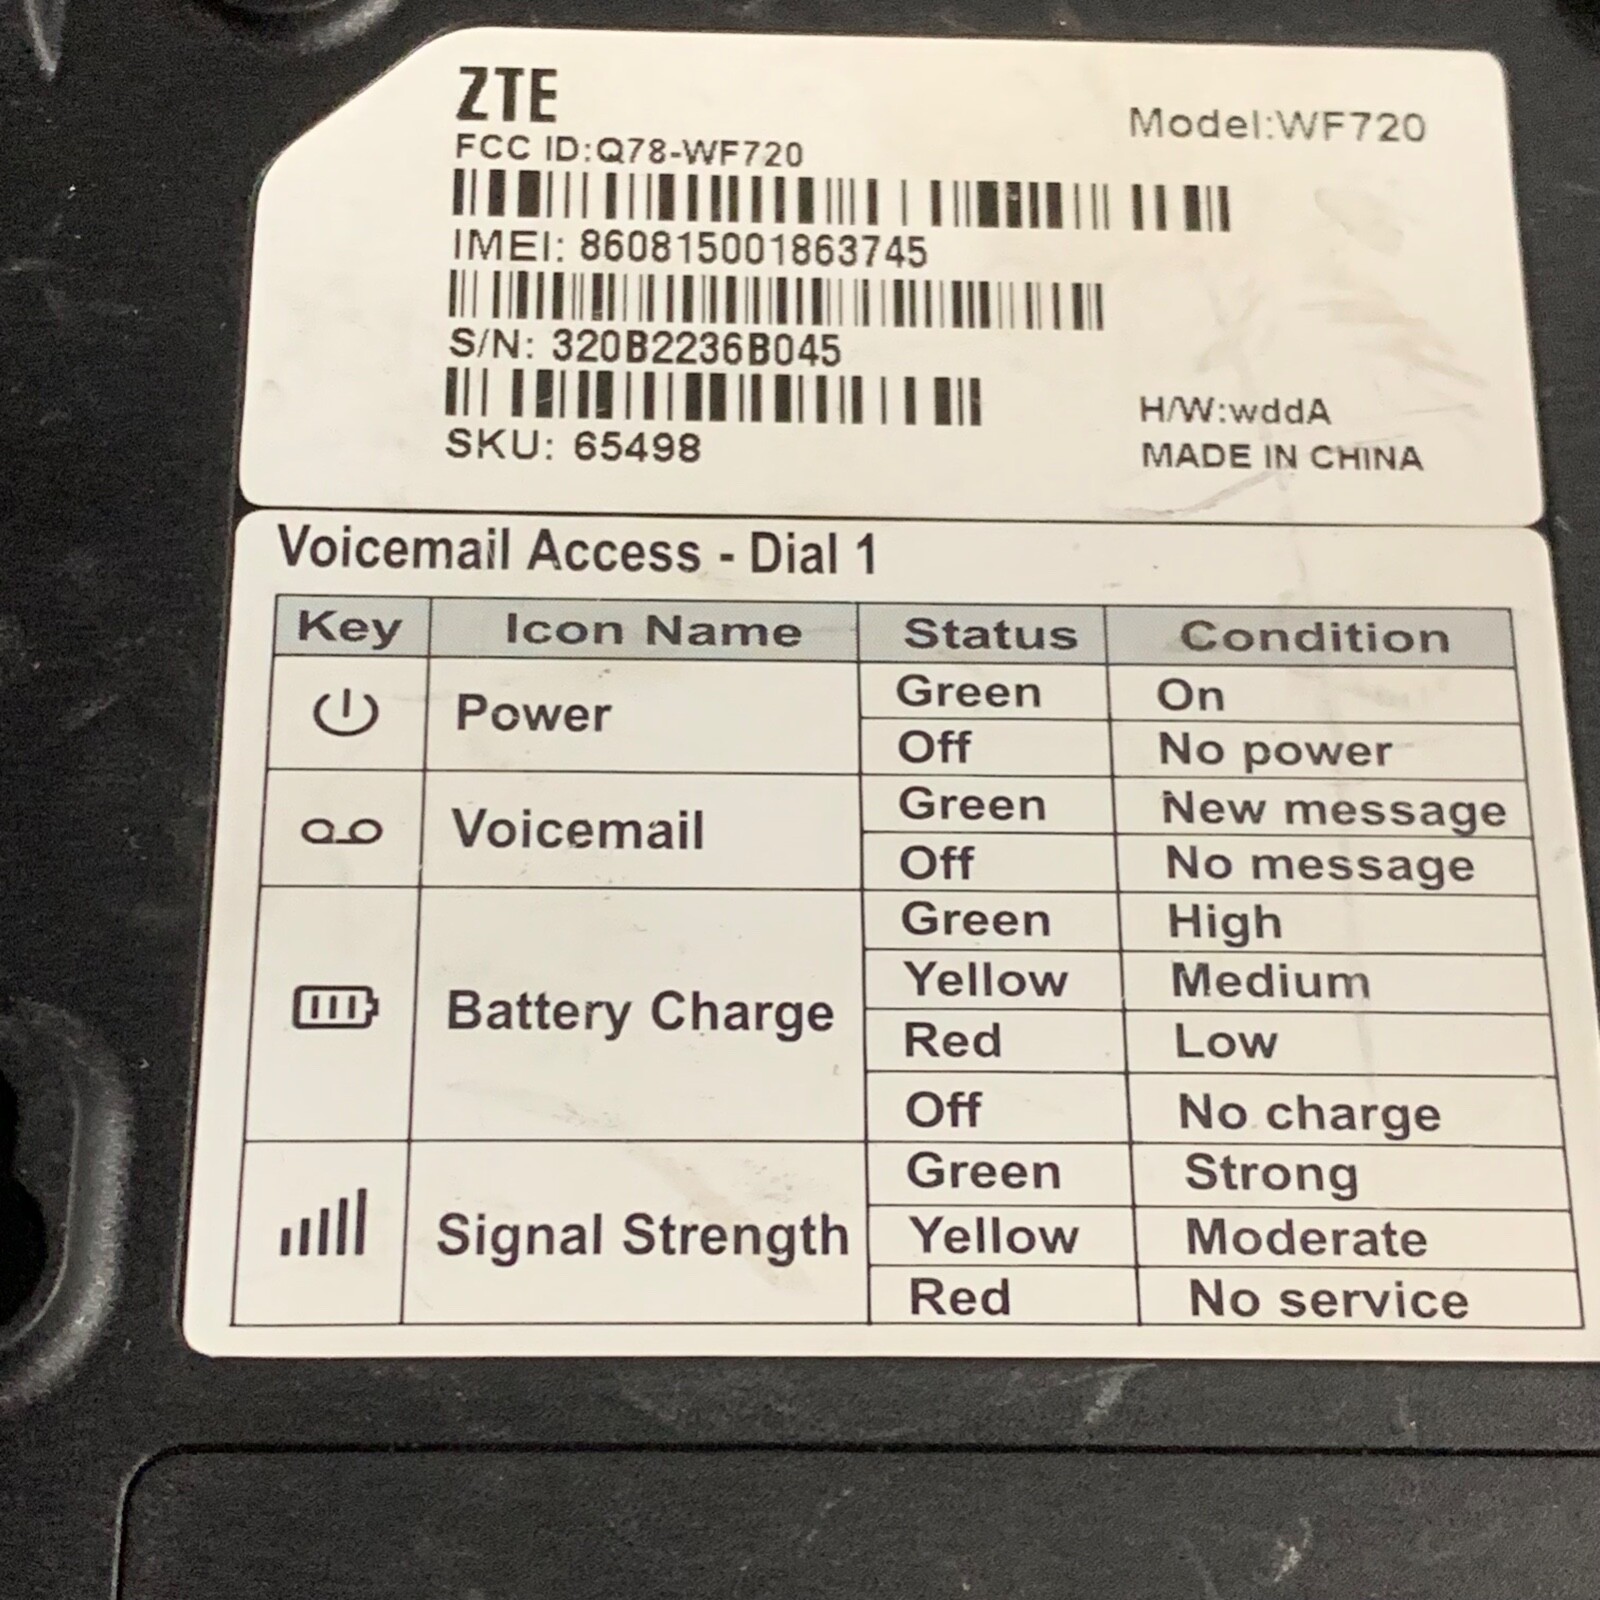 ZTE
Model:WF720
FCC ID:Q78-WF720
IMEI: 860815001863745
S/N: 320B2236B045
H/W:wddA
SKU: 65498
MADE IN CHINA
Voicemail Access - Dial 1
Key Icon Name Status Condition
Power Green On
Off No power
Voicemail Green New message
Off No message
Battery Charge Green High
Yellow Medium
Red Low
Off No charge
Signal Strength Green Strong
Yellow Moderate
Red No service